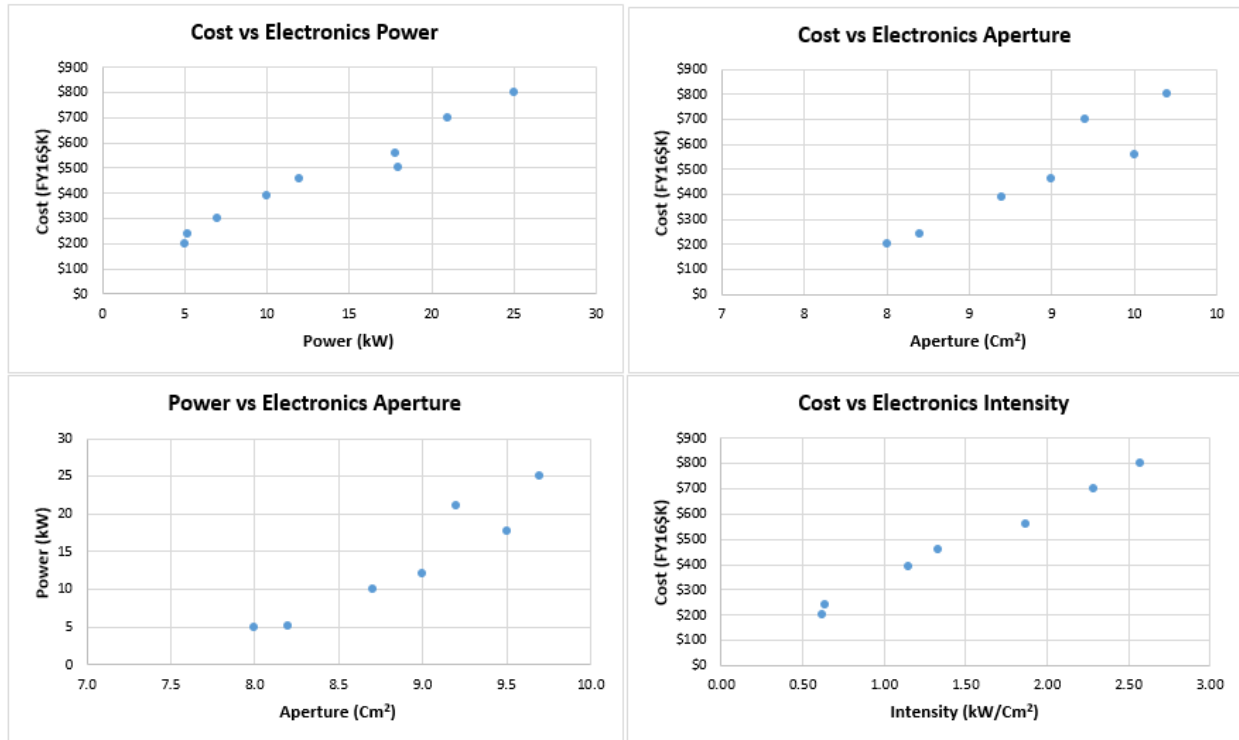 Cost vs Electronics Power
$900
$800
$700
$600
$500
$400
$300
$200
$100
$0
Cost (FY16$K)
0 5 10 15 20 25 30
Power (kW)
Cost vs Electronics Aperture
$900
$800
$700
$600
$500
$400
$300
$200
$100
$0
Cost (FY16$K)
7 8 8 9 9 10 10
Aperture (Cm²)
Power vs Electronics Aperture
30
25
20
15
10
5
0
Power (kW)
7.0 7.5 8.0 8.5 9.0 9.5 10.0
Aperture (Cm²)
Cost vs Electronics Intensity
$900
$800
$700
$600
$500
$400
$300
$200
$100
$0
Cost (FY16$K)
0.00 0.50 1.00 1.50 2.00 2.50 3.00
Intensity (kW/Cm²)